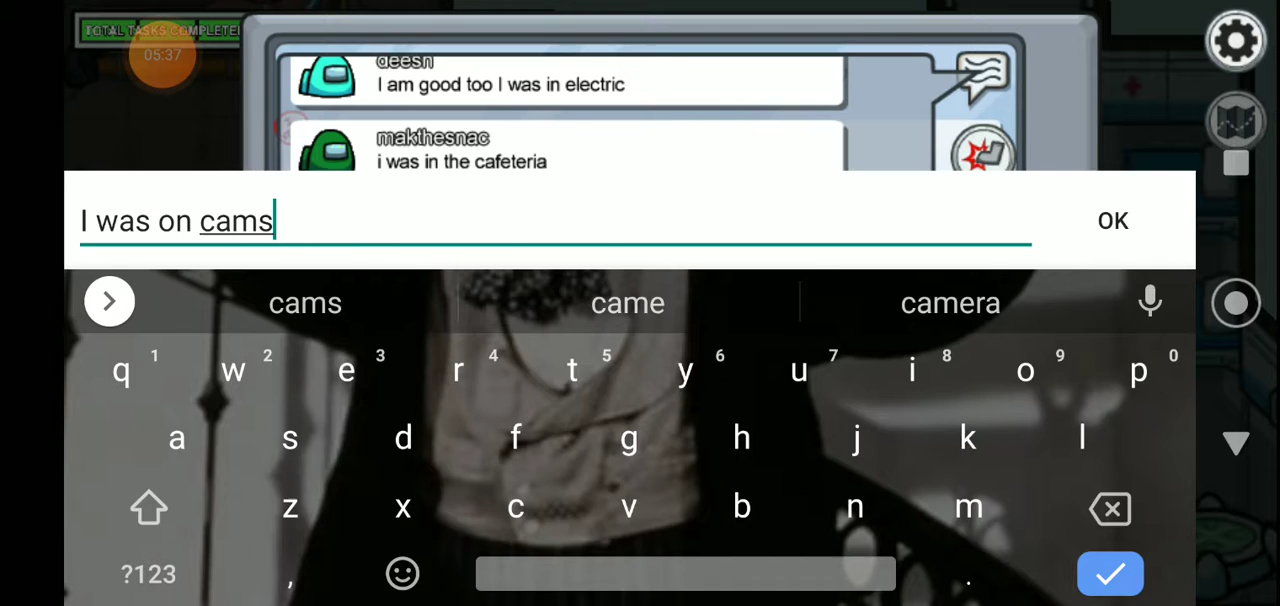 TOTAL TASKS COMPLETE
05:37
deesn
I am good too I was in electric
makthesnac
i was in the cafeteria
I was on cams
OK
cams came camera
1 2 3 4 5 6 7 8 9 0
q w e r t y u i o p
a s d f g h j k l
z x c v b n m
?123 , .